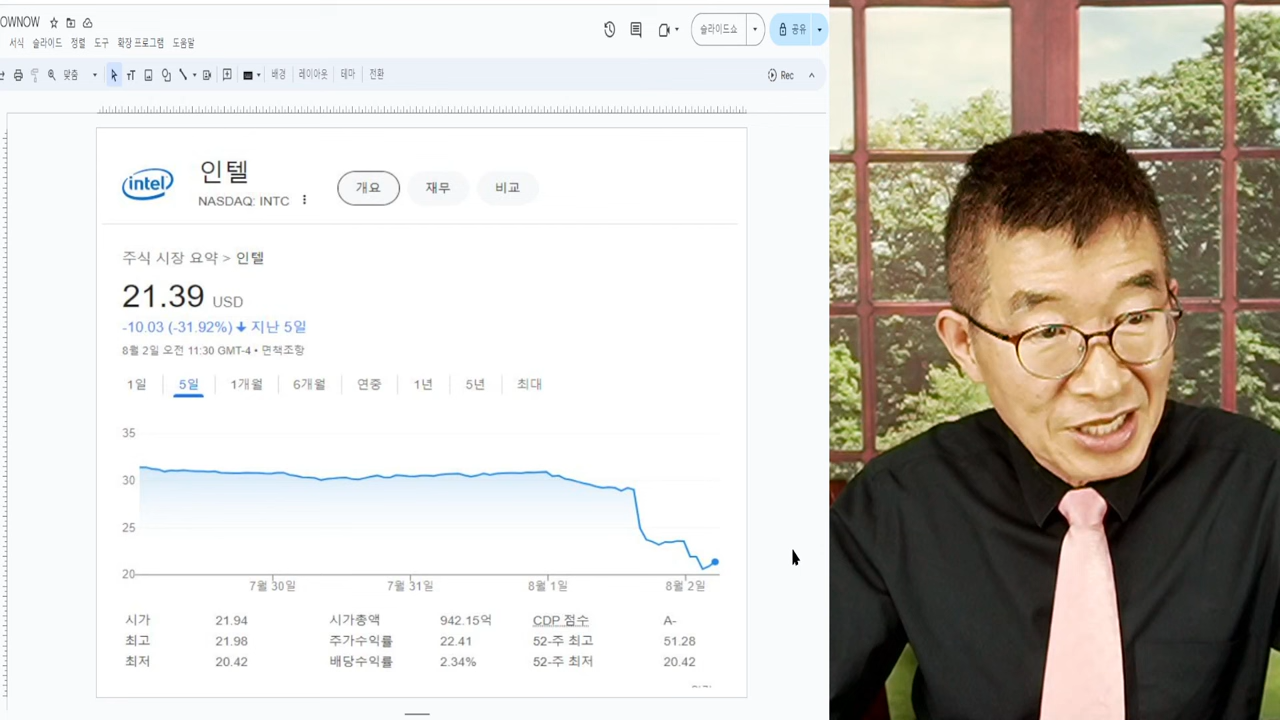 OWNOW
서식 슬라이드 정렬 도구 확장 프로그램 도움말
슬라이드쇼
공유
맞춤
배경 레이아웃 테마 전환
Rec
intel
인텔
NASDAQ: INTC
개요 재무 비교
주식 시장 요약 > 인텔
21.39 USD
-10.03 (-31.92%) 지난 5일
8월 2일 오전 11:30 GMT-4 • 면책조항
1일 5일 1개월 6개월 연중 1년 5년 최대
35
30
25
20
7월 30일 7월 31일 8월 1일 8월 2일
시가 21.94 시가총액 942.15억 CDP 점수 A-
최고 21.98 주가수익률 22.41 52-주 최고 51.28
최저 20.42 배당수익률 2.34% 52-주 최저 20.42